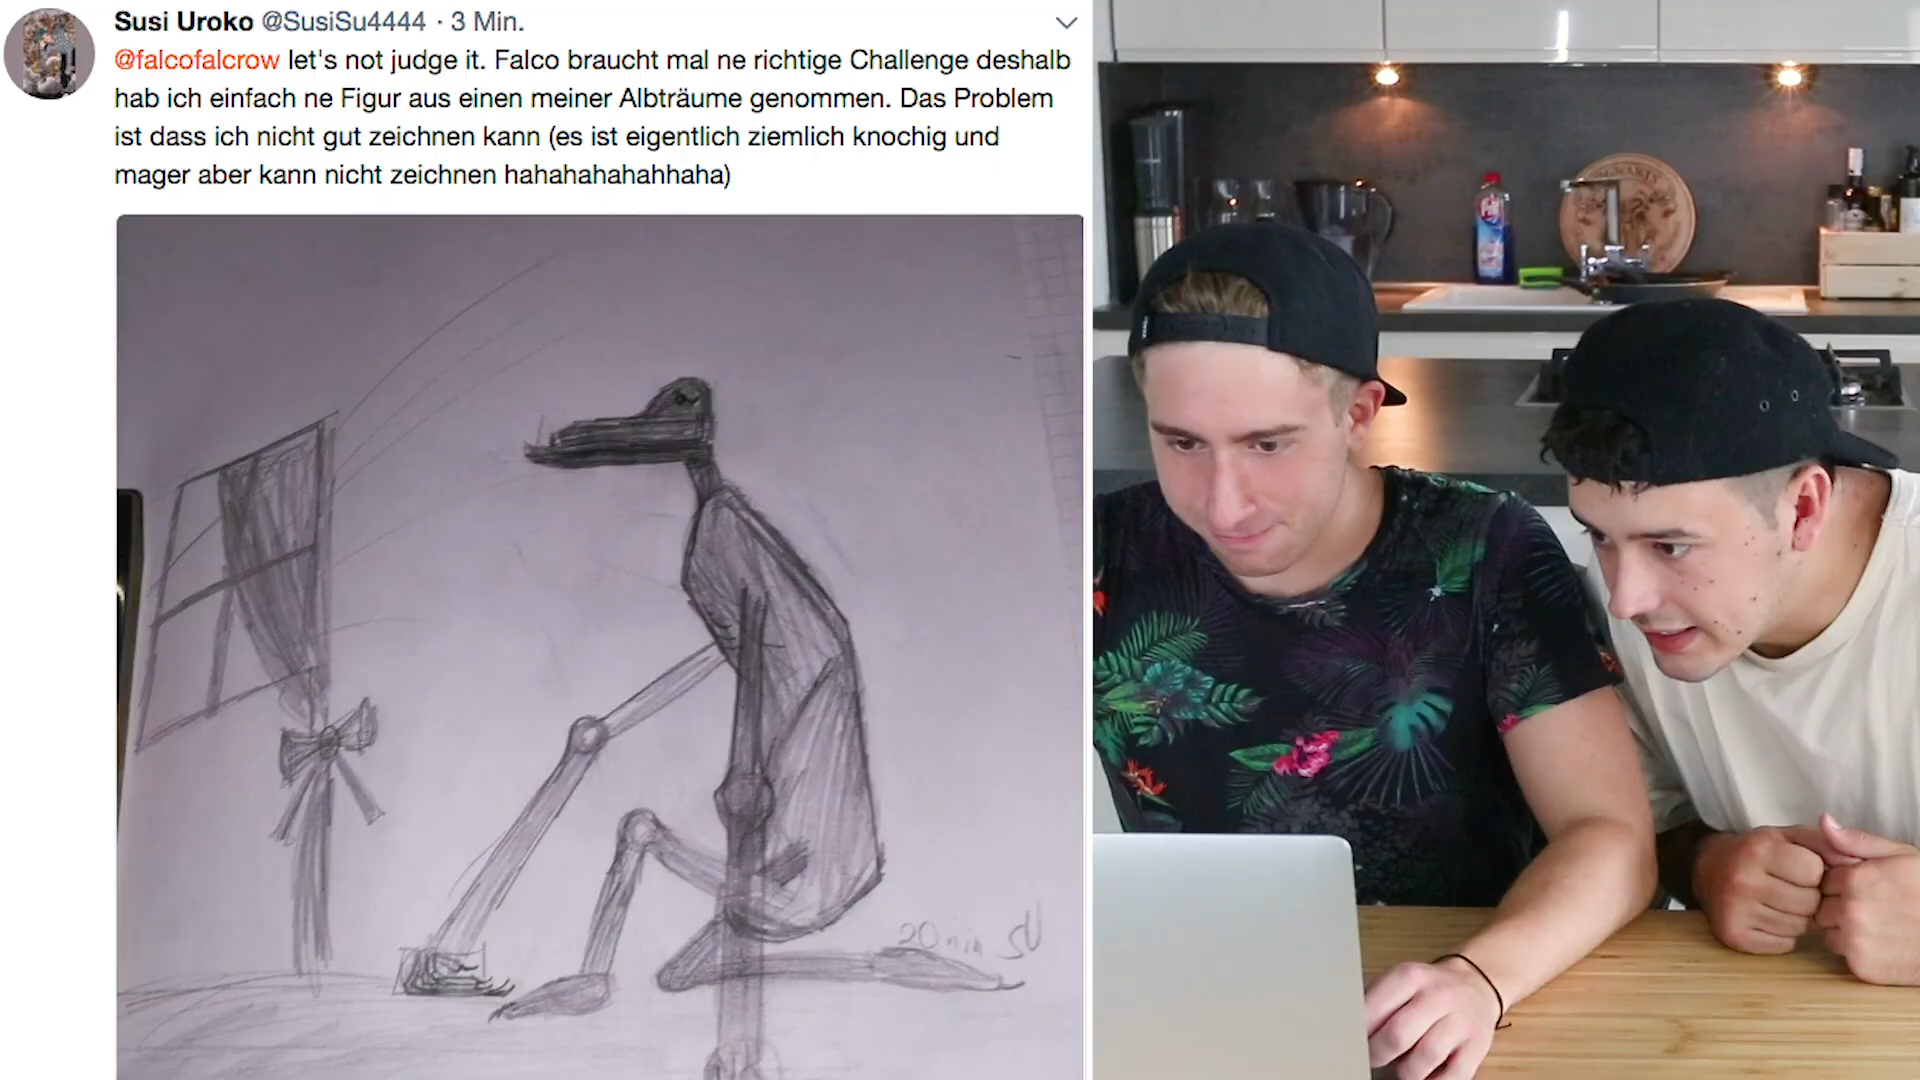 Susi Uroko @SusiSu4444 · 3 Min.
@falcofalcrow let's not judge it. Falco braucht mal ne richtige Challenge deshalb
hab ich einfach ne Figur aus einen meiner Albträume genommen. Das Problem
ist dass ich nicht gut zeichnen kann (es ist eigentlich ziemlich knochig und
mager aber kann nicht zeichnen hahahahahahhaha)
20 min SU
Pril